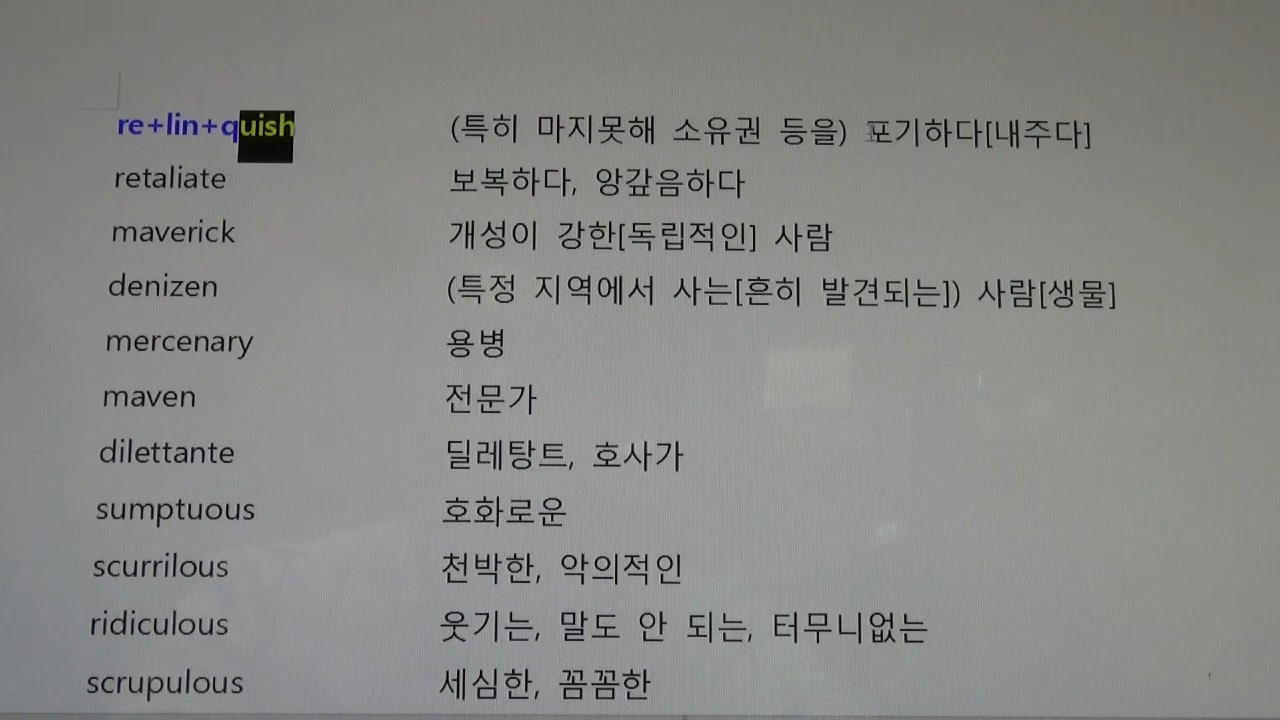 re+lin+quish (특히 마지못해 소유권 등을) 포기하다[내주다]
retaliate 보복하다, 앙갚음하다
maverick 개성이 강한[독립적인] 사람
denizen (특정 지역에서 사는[흔히 발견되는]) 사람[생물]
mercenary 용병
maven 전문가
dilettante 딜레탕트, 호사가
sumptuous 호화로운
scurrilous 천박한, 악의적인
ridiculous 웃기는, 말도 안 되는, 터무니없는
scrupulous 세심한, 꼼꼼한